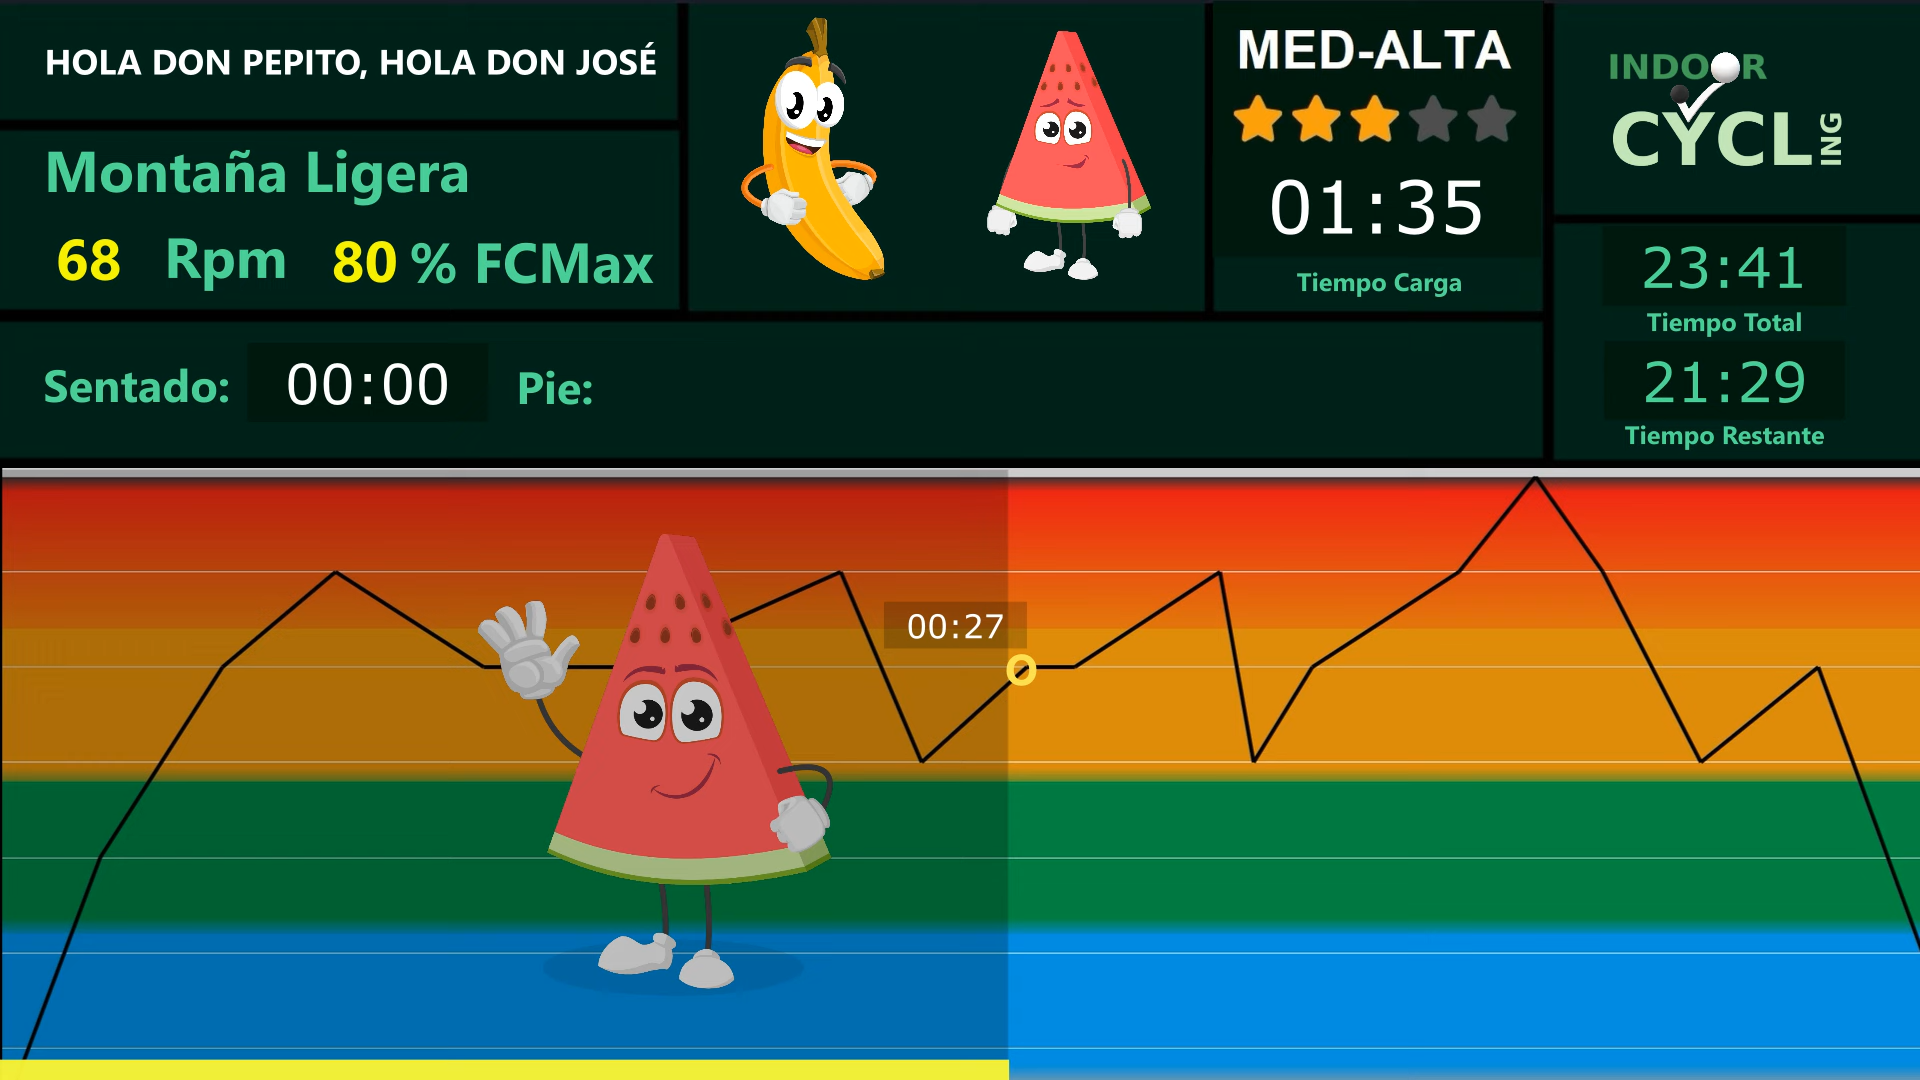 HOLA DON PEPITO, HOLA DON JOSÉ
Montaña Ligera
68 Rpm 80 % FCMax
Sentado: 00:00 Pie:
MED-ALTA
01:35
Tiempo Carga
INDOOR
CYCLING
23:41
Tiempo Total
21:29
Tiempo Restante
00:27